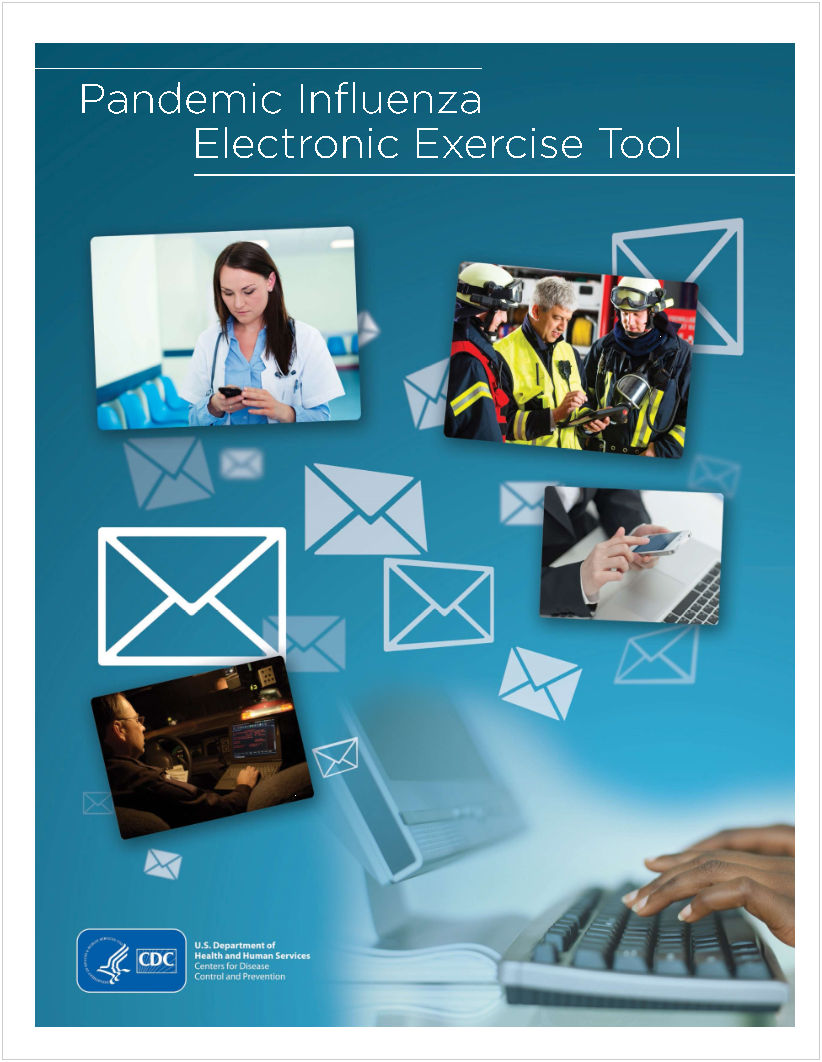 Pandemic Influenza
Electronic Exercise Tool
CDC
U.S. Department of
Health and Human Services
Centers for Disease
Control and Prevention